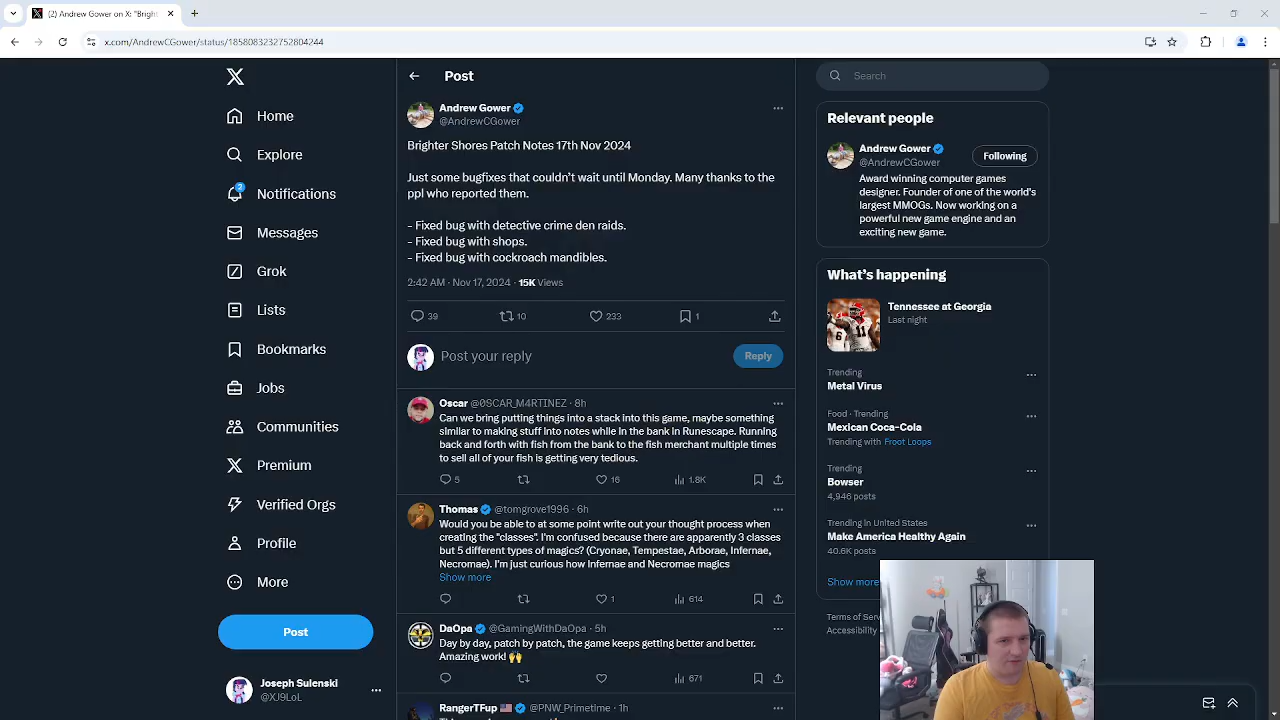 (2) Andrew Gower on X: "Bright
x.com/AndrewCGower/status/1858083232752804244
Home
Explore
2
Notifications
Messages
Grok
Lists
Bookmarks
Jobs
Communities
Premium
Verified Orgs
Profile
More
Post
Joseph Sulenski
@XJ9LoL
Post
Andrew Gower
@AndrewCGower
Brighter Shores Patch Notes 17th Nov 2024
Just some bugfixes that couldn't wait until Monday. Many thanks to the
ppl who reported them.
- Fixed bug with detective crime den raids.
- Fixed bug with shops.
- Fixed bug with cockroach mandibles.
2:42 AM · Nov 17, 2024 · 15K Views
39
10
233
1
Post your reply
Reply
Oscar @0SCAR_M4RTINEZ · 8h
Can we bring putting things into a stack into this game, maybe something
similar to making stuff into notes while in the bank in Runescape. Running
back and forth with fish from the bank to the fish merchant multiple times
to sell all of your fish is getting very tedious.
5
16
1.8K
Thomas @tomgrove1996 · 6h
Would you be able to at some point write out your thought process when
creating the "classes". I'm confused because there are apparently 3 classes
but 5 different types of magics? (Cryonae, Tempestae, Arborae, Infernae,
Necromae). I'm just curious how Infernae and Necromae magics
Show more
1
614
DaOpa @GamingWithDaOpa · 5h
Day by day, patch by patch, the game keeps getting better and better.
Amazing work! 🙌
671
RangerTFup 🇺🇸 @PNW_Primetime · 1h
Search
Relevant people
Andrew Gower
@AndrewCGower
Following
Award winning computer games
designer. Founder of one of the world's
largest MMOGs. Now working on a
powerful new game engine and an
exciting new game.
What's happening
Tennessee at Georgia
Last night
Trending
Metal Virus
Food · Trending
Mexican Coca-Cola
Trending with Froot Loops
Trending
Bowser
4,946 posts
Trending in United States
Make America Healthy Again
40.6K posts
Show more
Terms of Serv
Accessibility